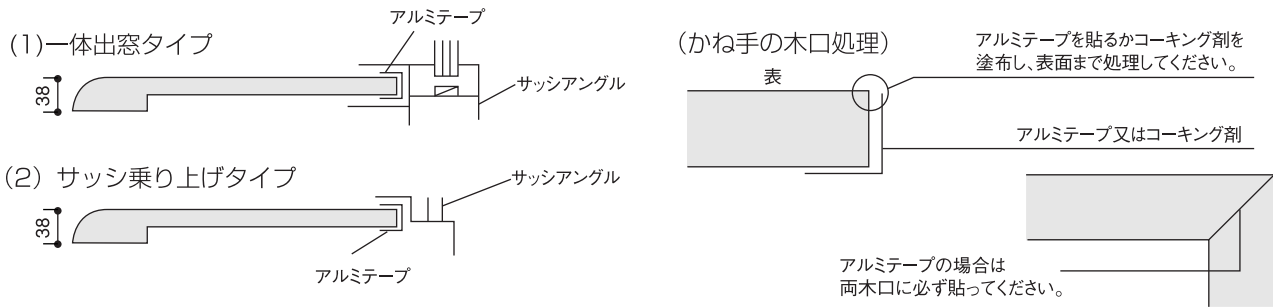 (1)一体出窓タイプ
アルミテープ
サッシアングル
38
(2) サッシ乗り上げタイプ
サッシアングル
38
アルミテープ
(かね手の木口処理)
表
アルミテープを貼るかコーキング剤を
塗布し、表面まで処理してください。
アルミテープ又はコーキング剤
アルミテープの場合は
両木口に必ず貼ってください。